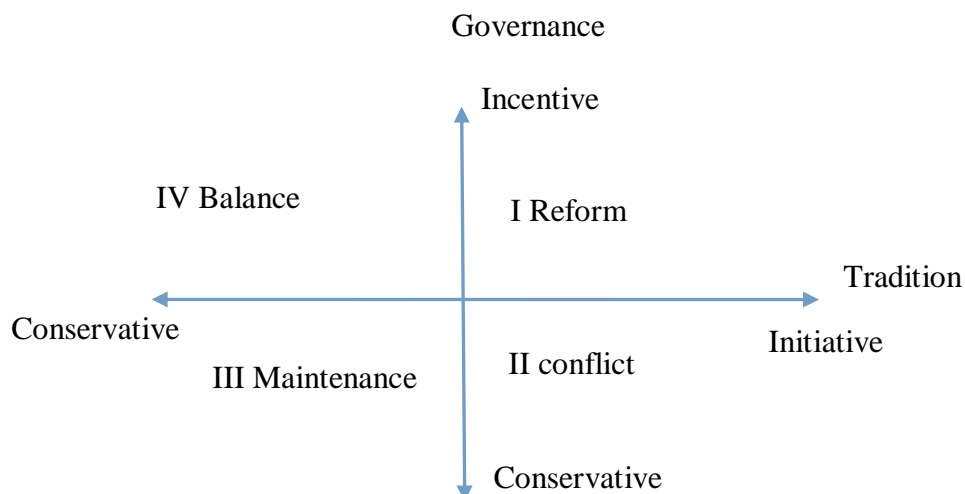 Governance
Incentive
IV Balance
I Reform
Tradition
Conservative
Initiative
III Maintenance
II conflict
Conservative